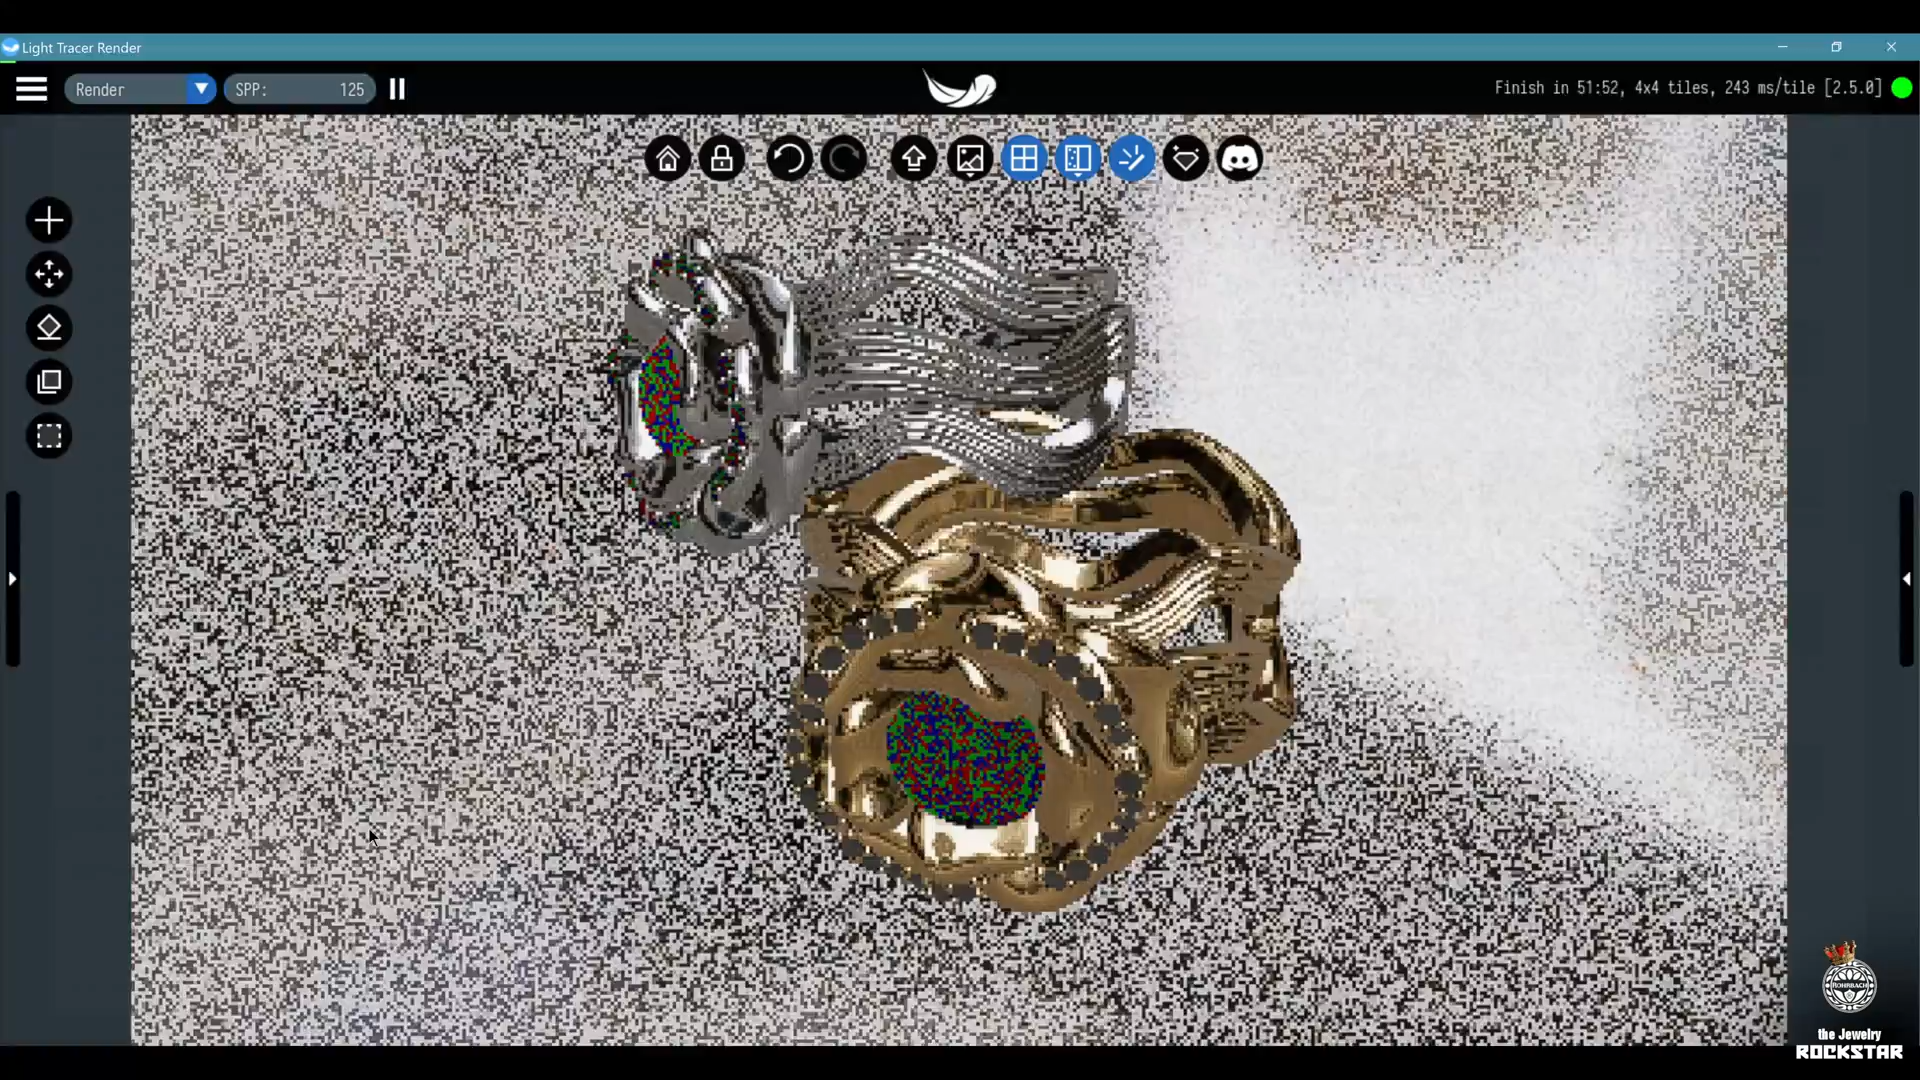 Light Tracer Render
Render
SPP: 125
Finish in 51:52, 4x4 tiles, 243 ms/tile [2.5.0]
ROHRBACH
the Jewelry
ROCKSTAR